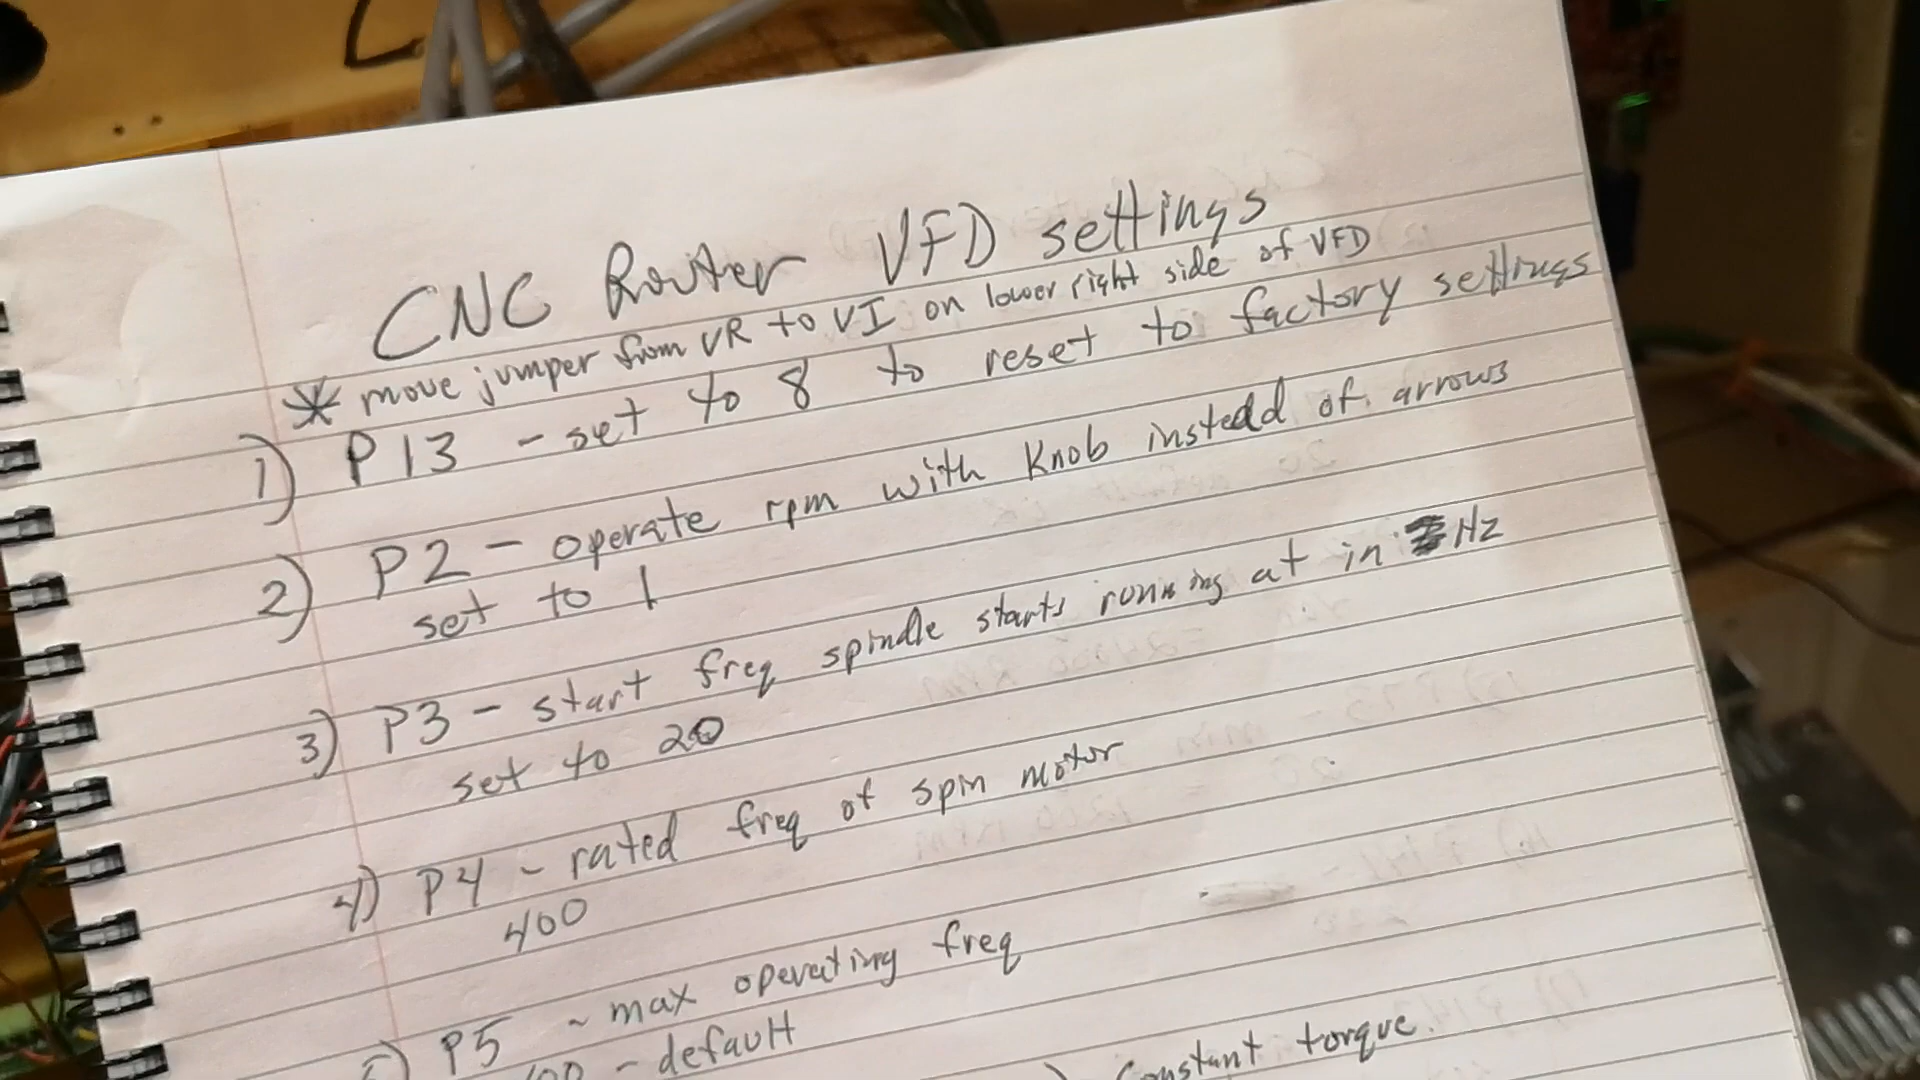 CNC Router VFD settings
* move jumper from VR to VI on lower right side of VFD
1) P13 - set to 8 to reset to factory settings
2) P2 - operate rpm with Knob instead of arrows
set to 1
3) P3 - start freq spindle starts running at in Hz
set to 20
4) P4 - rated freq of spin motor
400
P5 - max operating freq
- default
Constant torque.